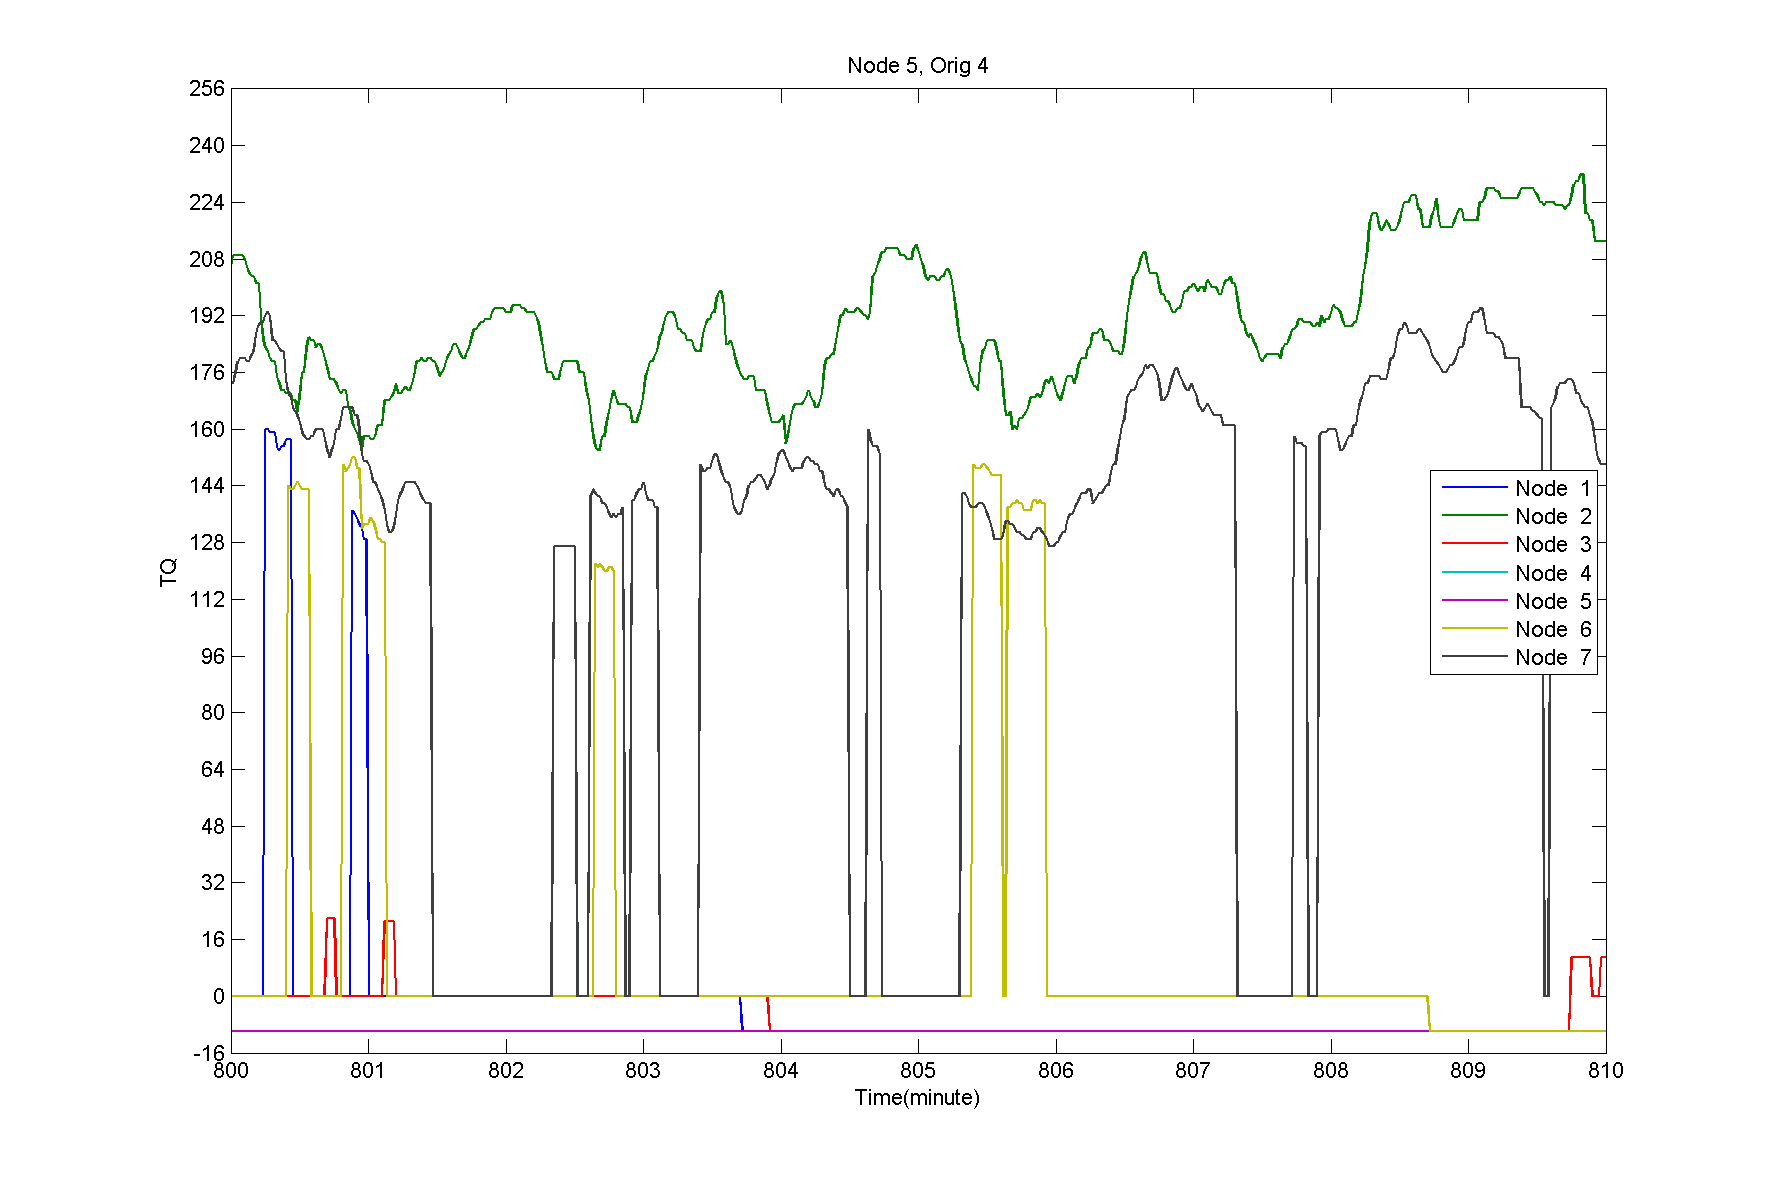 Node 5, Orig 4
256
240
224
208
192
176
160
144
128
112
96
80
64
48
32
16
0
-16
TQ
Node 1
Node 2
Node 3
Node 4
Node 5
Node 6
Node 7
800 801 802 803 804 805 806 807 808 809 810
Time(minute)